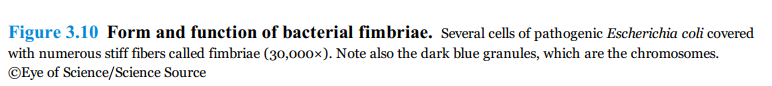 Figure 3.10 Form and function of bacterial fimbriae. Several cells of pathogenic Escherichia coli covered
with numerous stiff fibers called fimbriae (30,000×). Note also the dark blue granules, which are the chromosomes.
©Eye of Science/Science Source